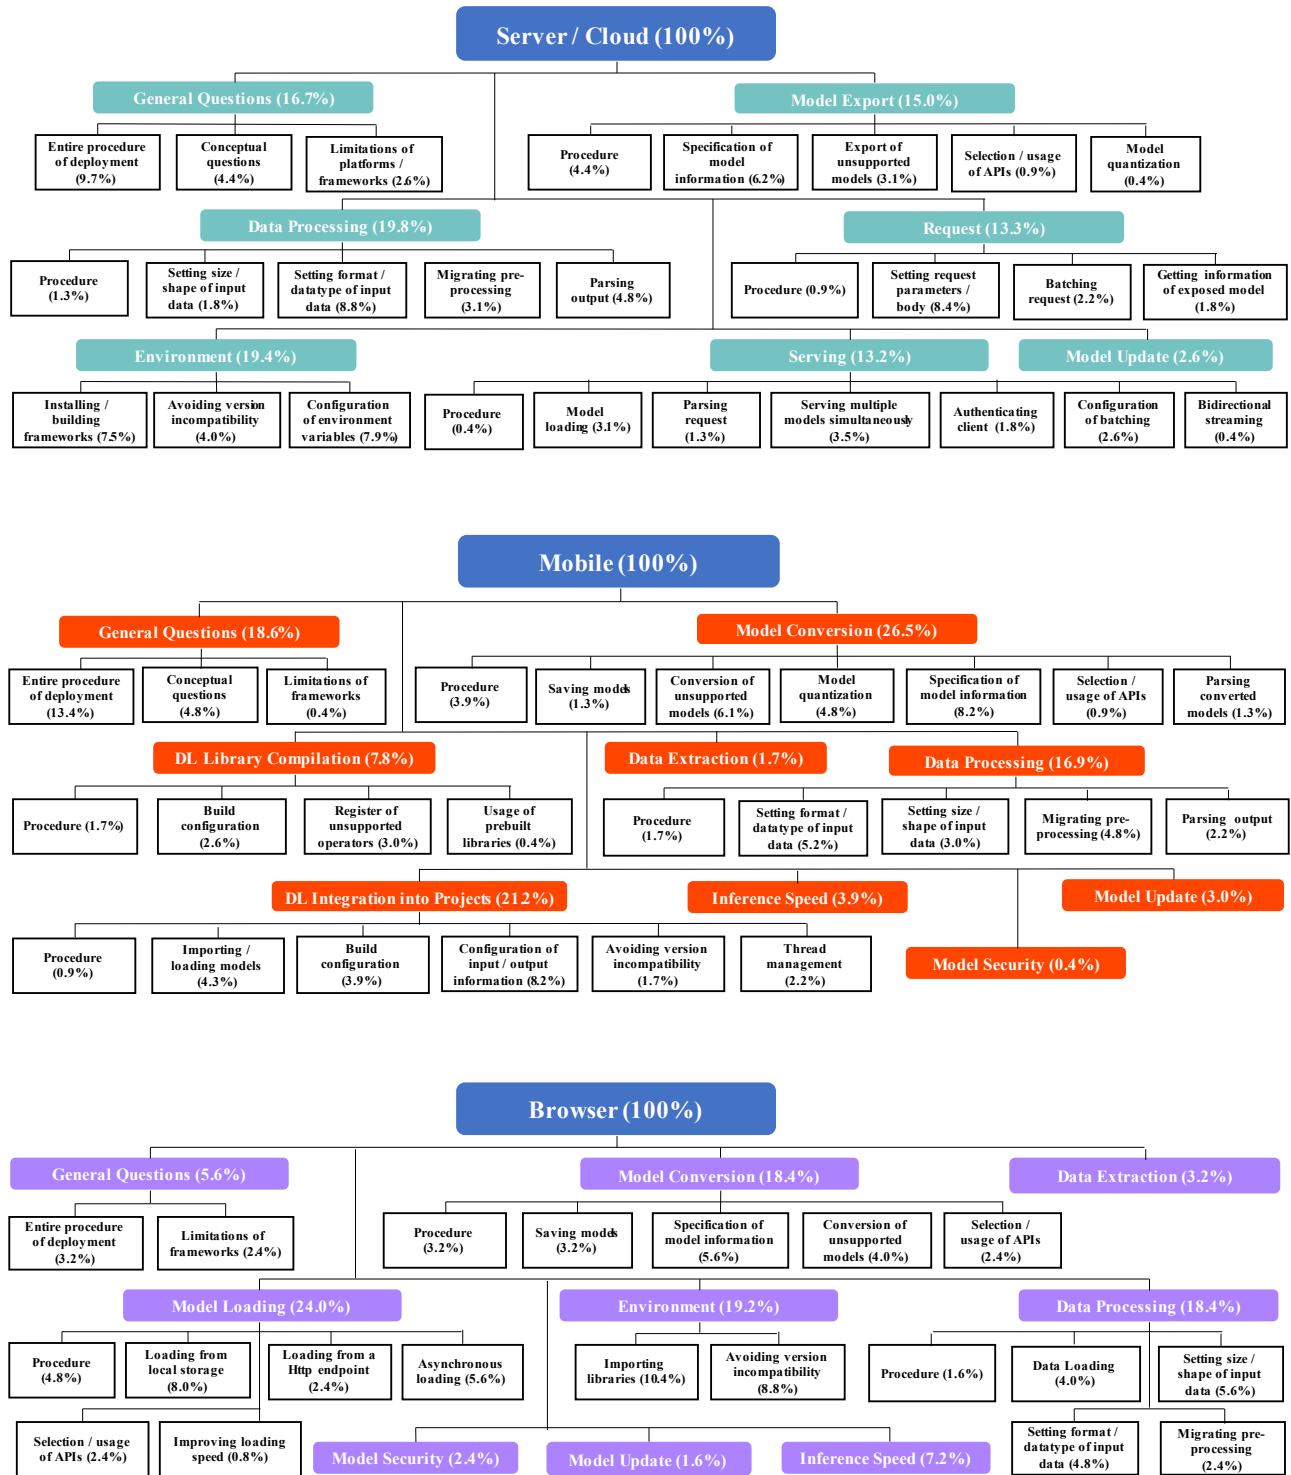 Server / Cloud (100%)
General Questions (16.7%)
Model Export (15.0%)
Entire procedure
of deployment
(9.7%)
Conceptual
questions
(4.4%)
Limitations of
platforms /
frameworks (2.6%)
Procedure
(4.4%)
Specification of
model
information (6.2%)
Export of
unsupported
models (3.1%)
Selection / usage
of APIs (0.9%)
Model
quantization
(0.4%)
Data Processing (19.8%)
Request (13.3%)
Procedure
(1.3%)
Setting size /
shape of input
data (1.8%)
Setting format /
datatype of input
data (8.8%)
Migrating pre-
processing
(3.1%)
Parsing
output (4.8%)
Procedure (0.9%)
Setting request
parameters /
body (8.4%)
Batching
request (2.2%)
Getting information
of exposed model
(1.8%)
Environment (19.4%)
Serving (13.2%)
Model Update (2.6%)
Installing /
building
frameworks (7.5%)
Avoiding version
incompatibility
(4.0%)
Configuration
of environment
variables (7.9%)
Procedure
(0.4%)
Model
loading (3.1%)
Parsing
request
(1.3%)
Serving multiple
models simultaneously
(3.5%)
Authenticating
client (1.8%)
Configuration
of batching
(2.6%)
Bidirectional
streaming
(0.4%)
Mobile (100%)
General Questions (18.6%)
Model Conversion (26.5%)
Entire procedure
of deployment
(13.4%)
Conceptual
questions
(4.8%)
Limitations of
frameworks
(0.4%)
Procedure
(3.9%)
Saving models
(1.3%)
Conversion of
unsupported
models (6.1%)
Model
quantization
(4.8%)
Specification of
model information
(8.2%)
Selection /
usage of APIs
(0.9%)
Parsing
converted
models (1.3%)
DL Library Compilation (7.8%)
Data Extraction (1.7%)
Data Processing (16.9%)
Procedure (1.7%)
Build
configuration
(2.6%)
Register of
unsupported
operators (3.0%)
Usage of
prebuilt
libraries (0.4%)
Procedure
(1.7%)
Setting format /
datatype of input
data (5.2%)
Setting size /
shape of input
data (3.0%)
Migrating pre-
processing (4.8%)
Parsing output
(2.2%)
DL Integration into Projects (21.2%)
Inference Speed (3.9%)
Model Update (3.0%)
Procedure
(0.9%)
Importing /
loading models
(4.3%)
Build
configuration
(3.9%)
Configuration of
input / output
information (8.2%)
Avoiding version
incompatibility
(1.7%)
Thread
management
(2.2%)
Model Security (0.4%)
Browser (100%)
General Questions (5.6%)
Model Conversion (18.4%)
Data Extraction (3.2%)
Entire procedure
of deployment
(3.2%)
Limitations of
frameworks (2.4%)
Procedure
(3.2%)
Saving models
(3.2%)
Specification of
model information
(5.6%)
Conversion of
unsupported
models (4.0%)
Selection /
usage of APIs
(2.4%)
Model Loading (24.0%)
Environment (19.2%)
Data Processing (18.4%)
Procedure
(4.8%)
Loading from
local storage
(8.0%)
Loading from a
Http endpoint
(2.4%)
Asynchronous
loading (5.6%)
Importing
libraries (10.4%)
Avoiding version
incompatibility
(8.8%)
Procedure (1.6%)
Data Loading
(4.0%)
Setting size /
shape of input
data (5.6%)
Selection / usage
of APIs (2.4%)
Improving loading
speed (0.8%)
Model Security (2.4%)
Model Update (1.6%)
Inference Speed (7.2%)
Setting format /
datatype of input
data (4.8%)
Migrating pre-
processing
(2.4%)